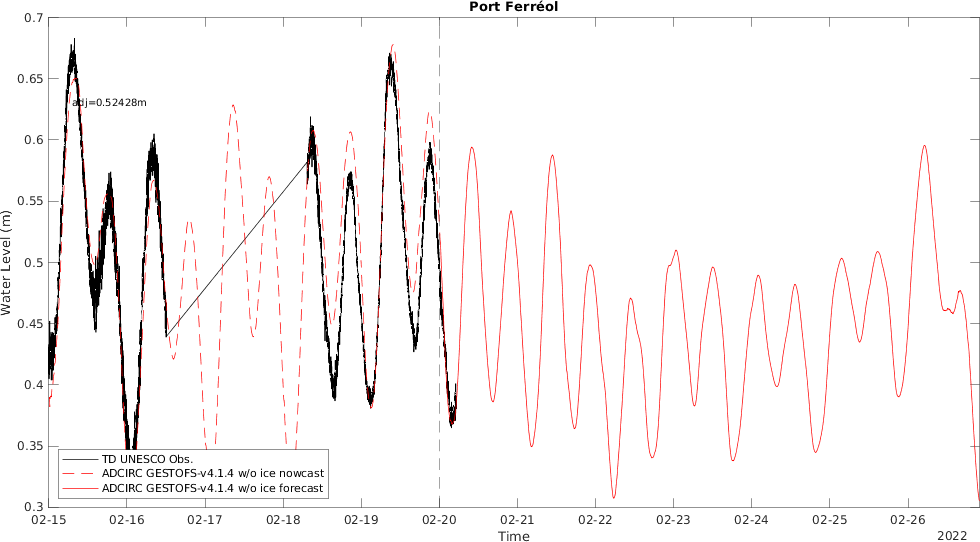 Port Ferréol
0.7
0.65
0.6
0.55
0.5
0.45
0.4
0.35
0.3
Water Level (m)
adj=0.52428m
TD UNESCO Obs.
ADCIRC GESTOFS-v4.1.4 w/o ice nowcast
ADCIRC GESTOFS-v4.1.4 w/o ice forecast
02-15 02-16 02-17 02-18 02-19 02-20 02-21 02-22 02-23 02-24 02-25 02-26
Time
2022